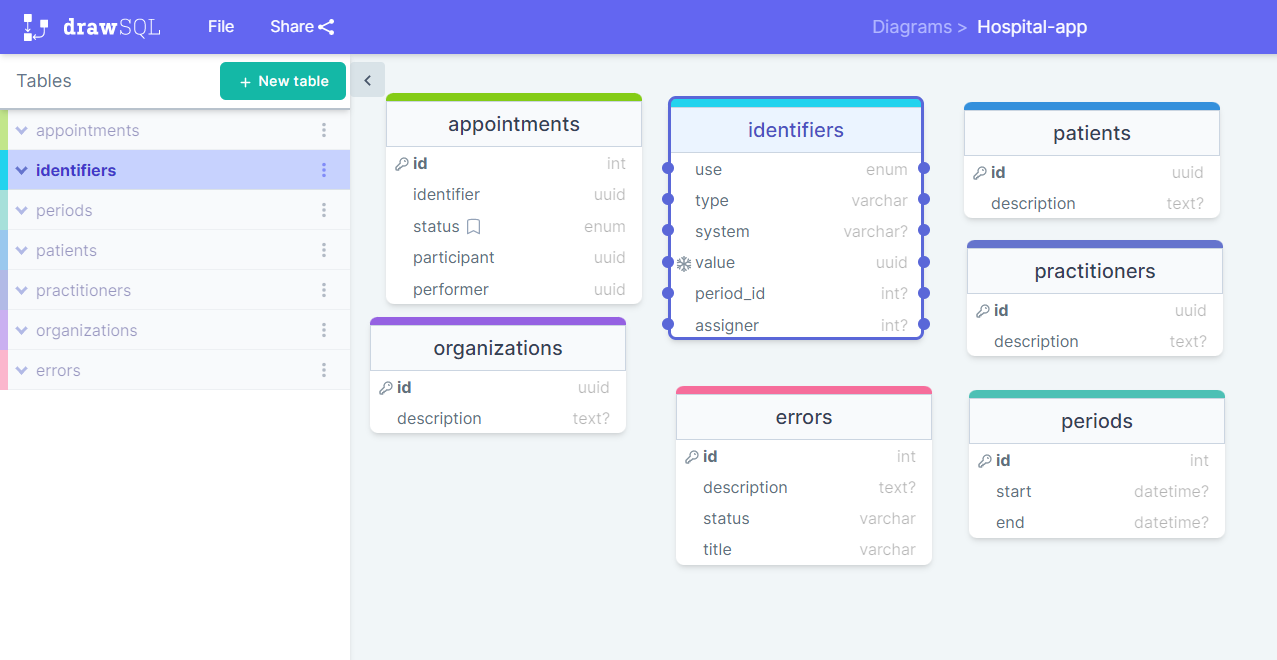 drawSQL File Share Diagrams > Hospital-app
Tables + New table
appointments
identifiers
periods
patients
practitioners
organizations
errors
appointments
id int
identifier uuid
status enum
participant uuid
performer uuid
organizations
id uuid
description text?
identifiers
use enum
type varchar
system varchar?
value uuid
period_id int?
assigner int?
errors
id int
description text?
status varchar
title varchar
patients
id uuid
description text?
practitioners
id uuid
description text?
periods
id int
start datetime?
end datetime?